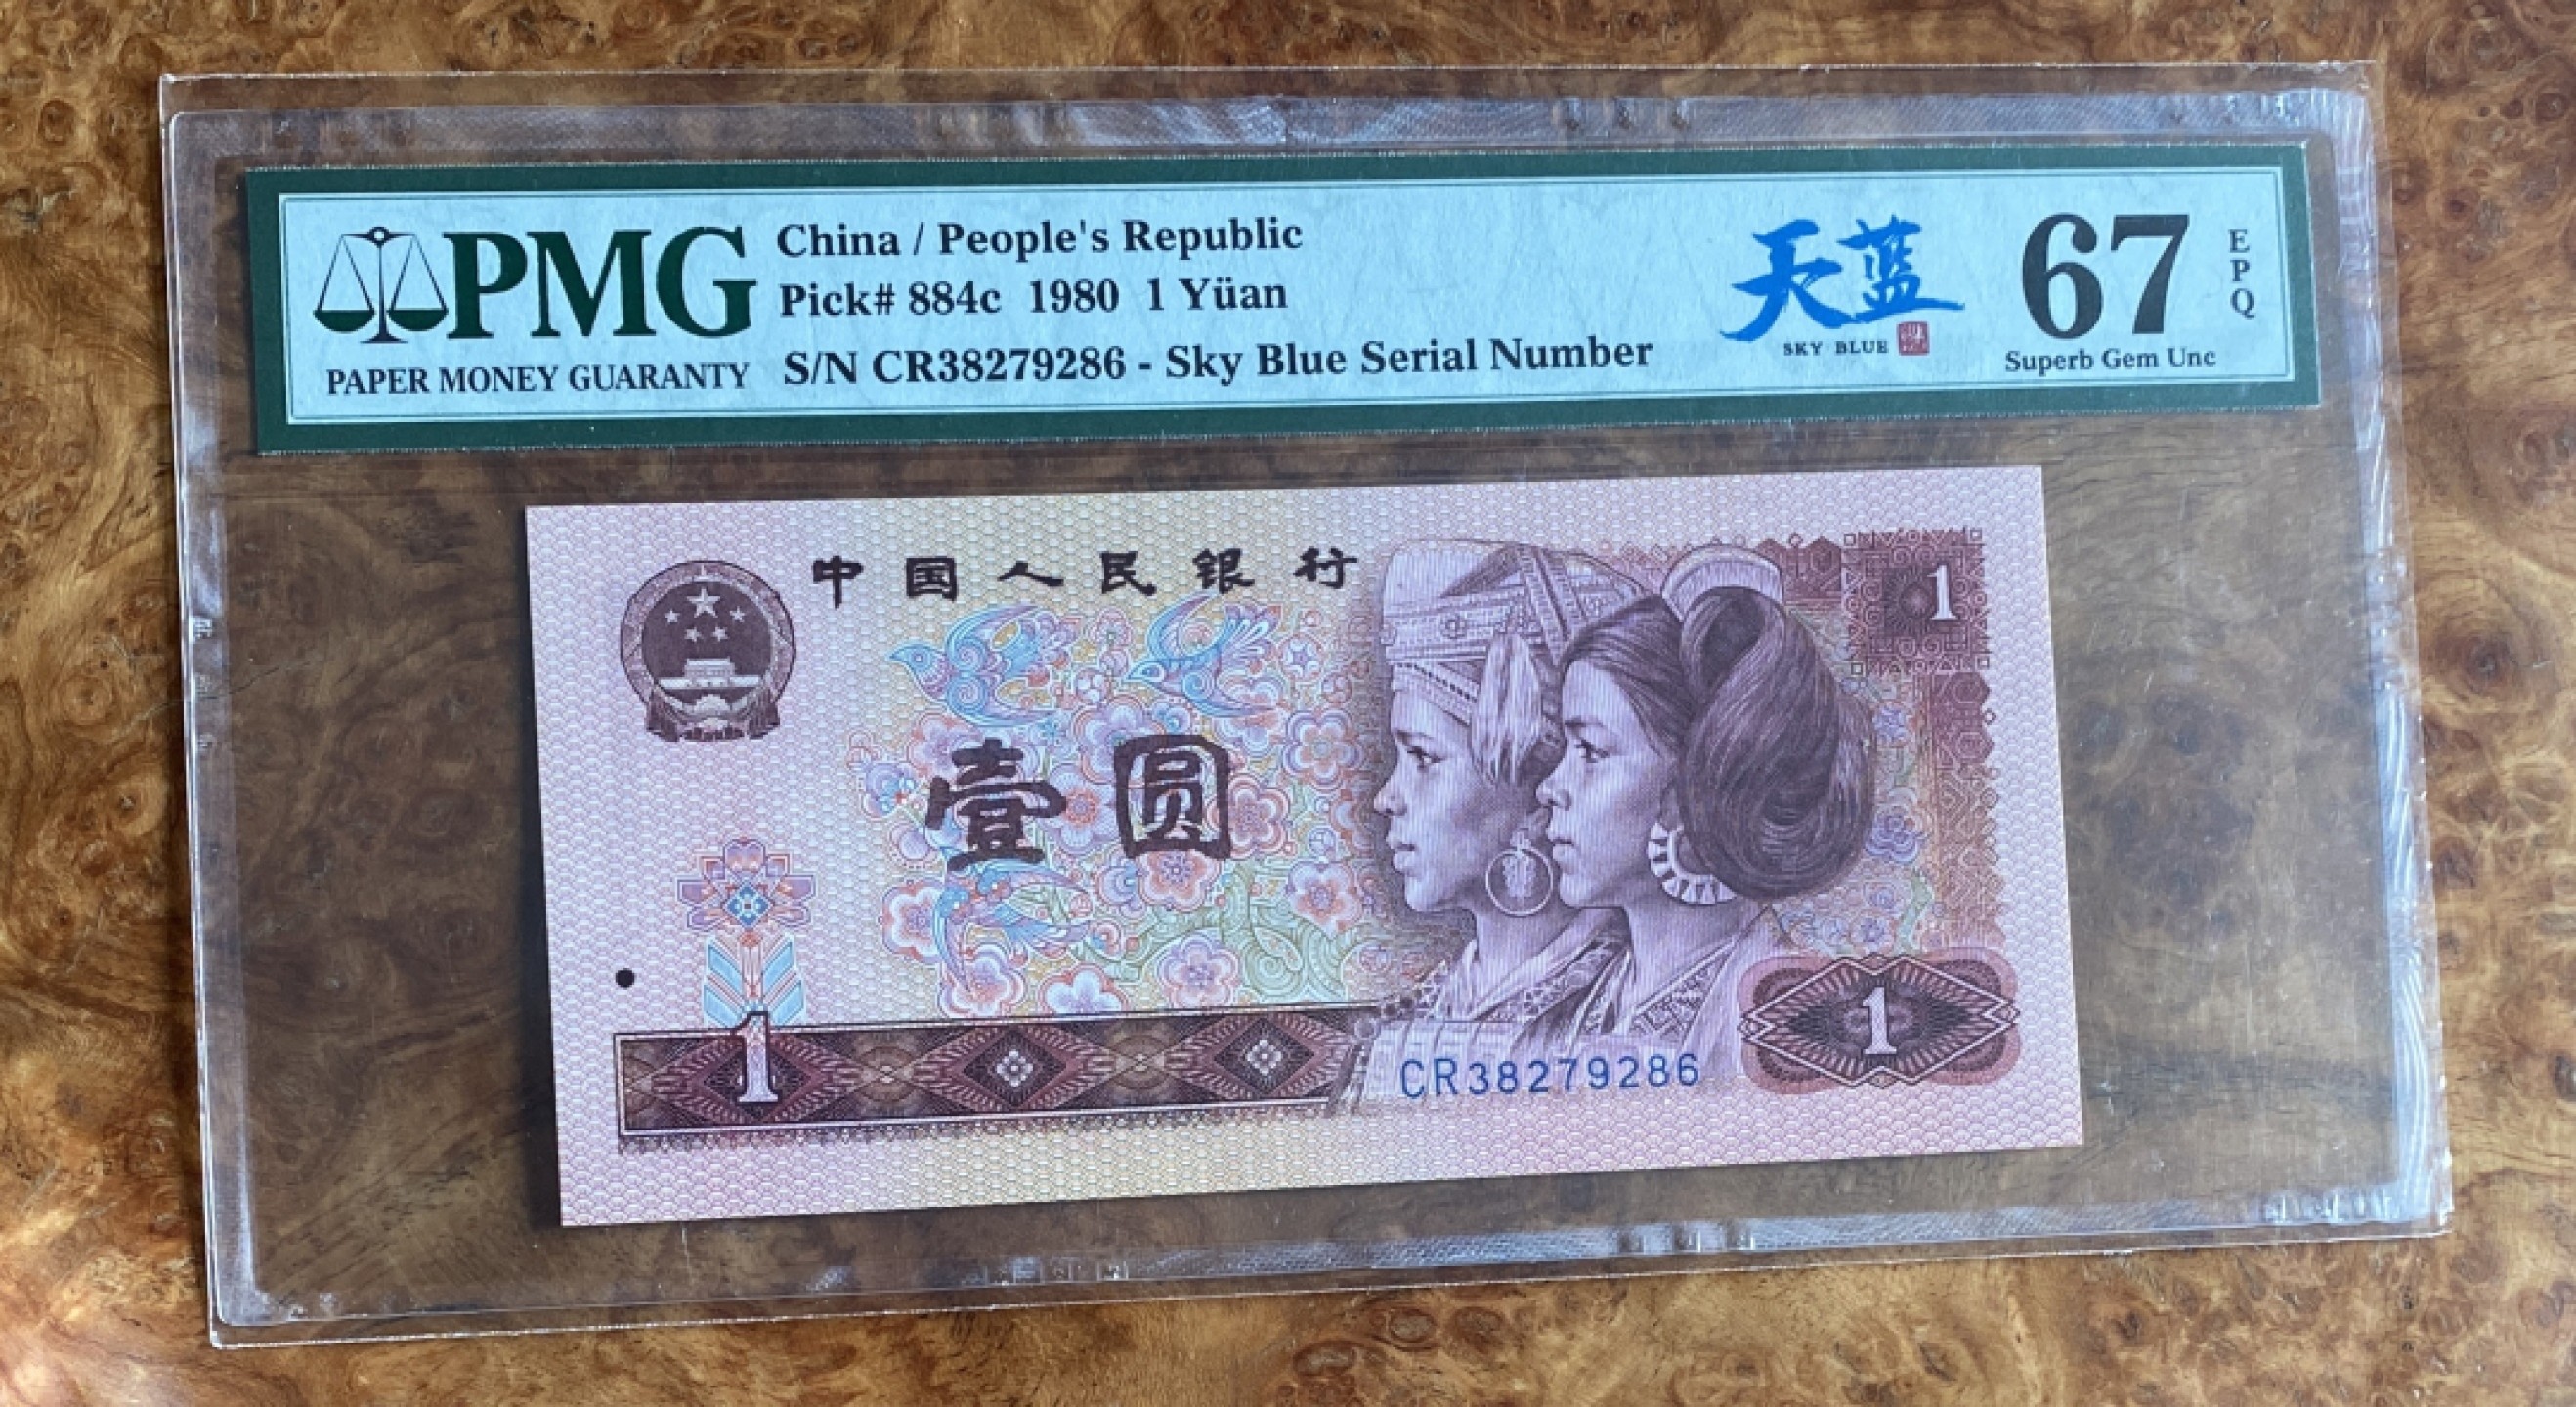 PMG
PAPER MONEY GUARANTY
China / People's Republic
Pick# 884c 1980 1 Yüan
S/N CR38279286 - Sky Blue Serial Number
天蓝
SKY BLUE
67
EPQ
Superb Gem Unc
中国人民银行
1
壹圆
1
1
CR38279286